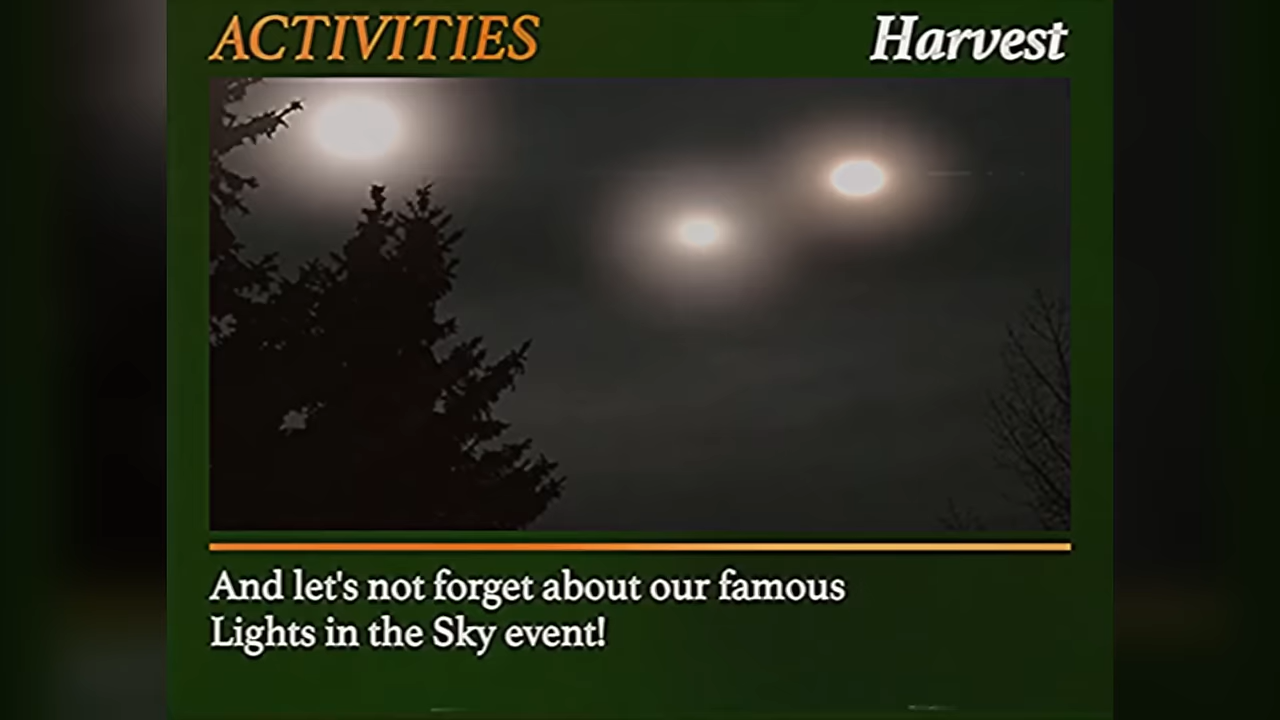 ACTIVITIES Harvest
And let's not forget about our famous
Lights in the Sky event!